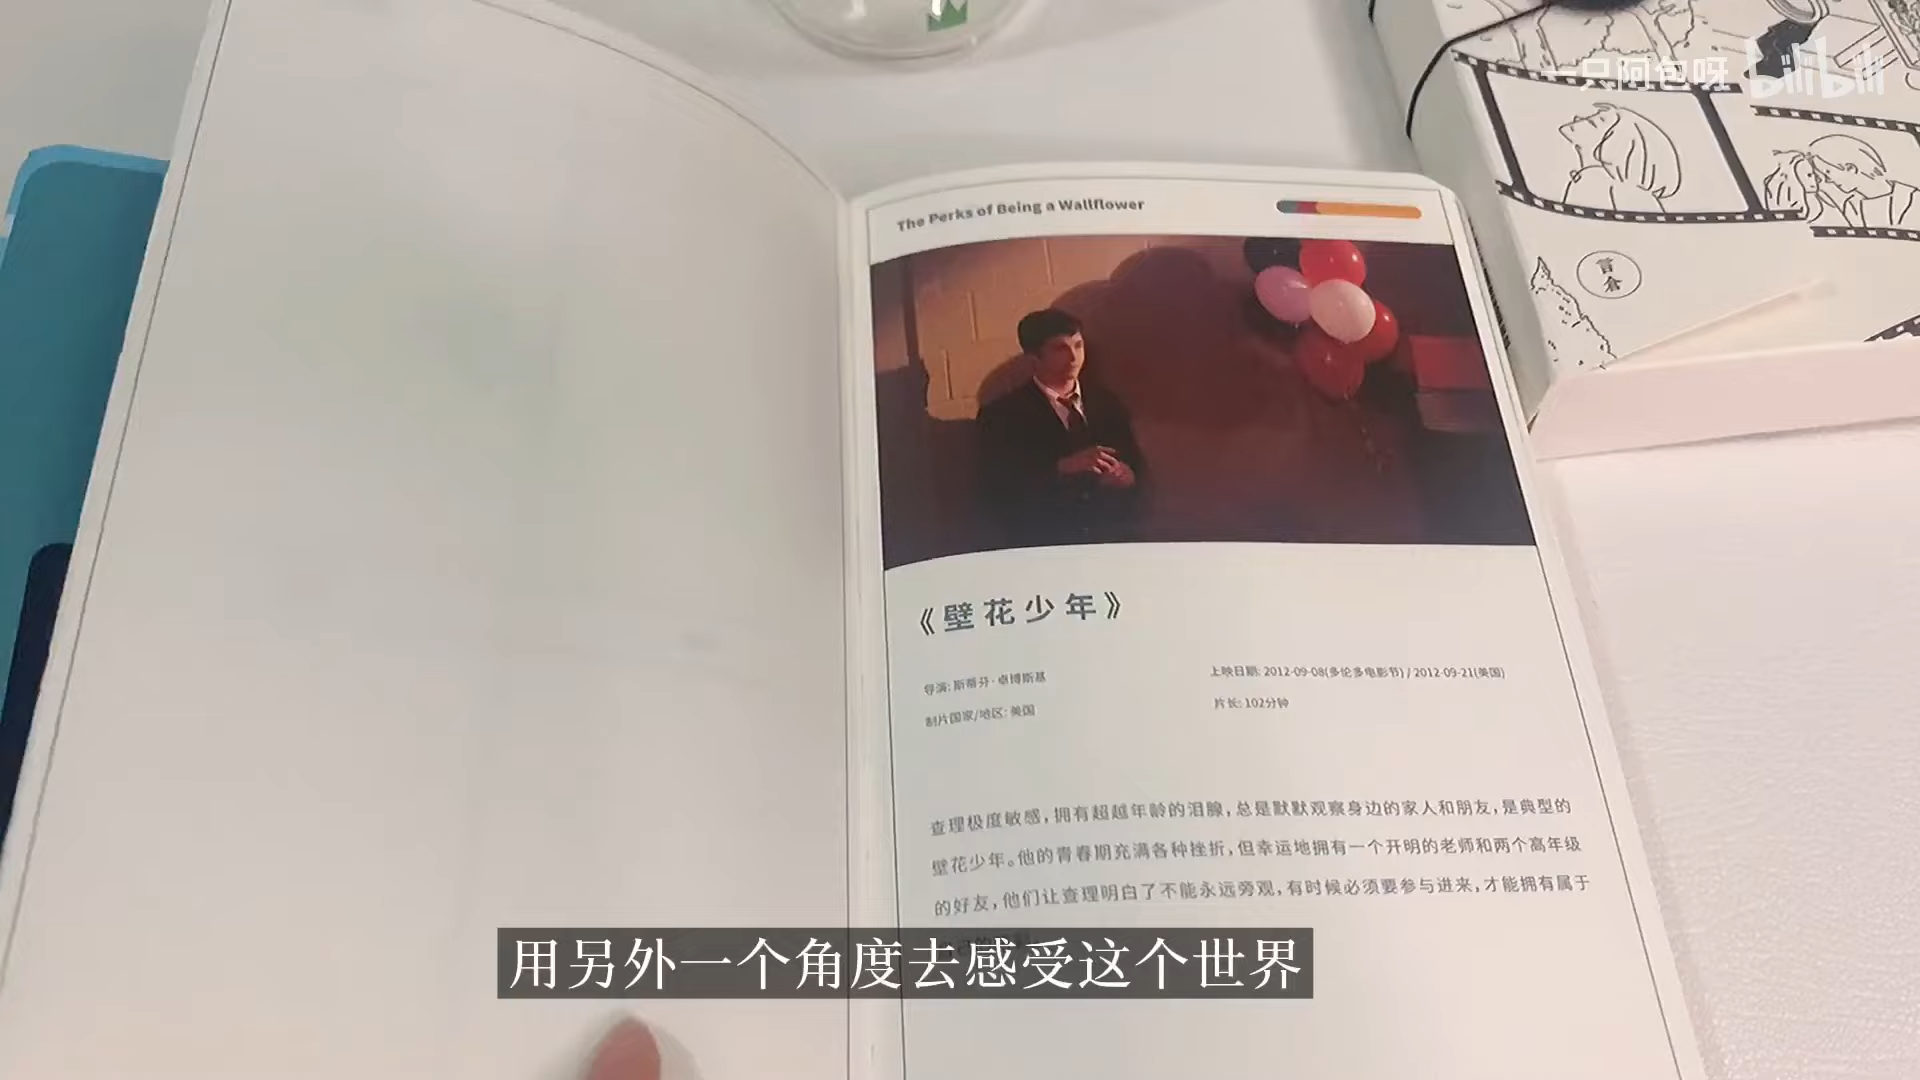 一只阿包呀 bilibili
The Perks of Being a Wallflower
言仓
《壁花少年》
导演: 斯蒂芬·卓博斯基
上映日期: 2012-09-08(多伦多电影节) / 2012-09-21(美国)
制片国家/地区: 美国
片长: 102分钟
查理极度敏感，拥有超越年龄的泪腺，总是默默观察身边的家人和朋友，是典型的
壁花少年。他的青春期充满各种挫折，但幸运地拥有一个开明的老师和两个高年级
的好友，他们让查理明白了不能永远旁观，有时候必须要参与进来，才能拥有属于
用另外一个角度去感受这个世界